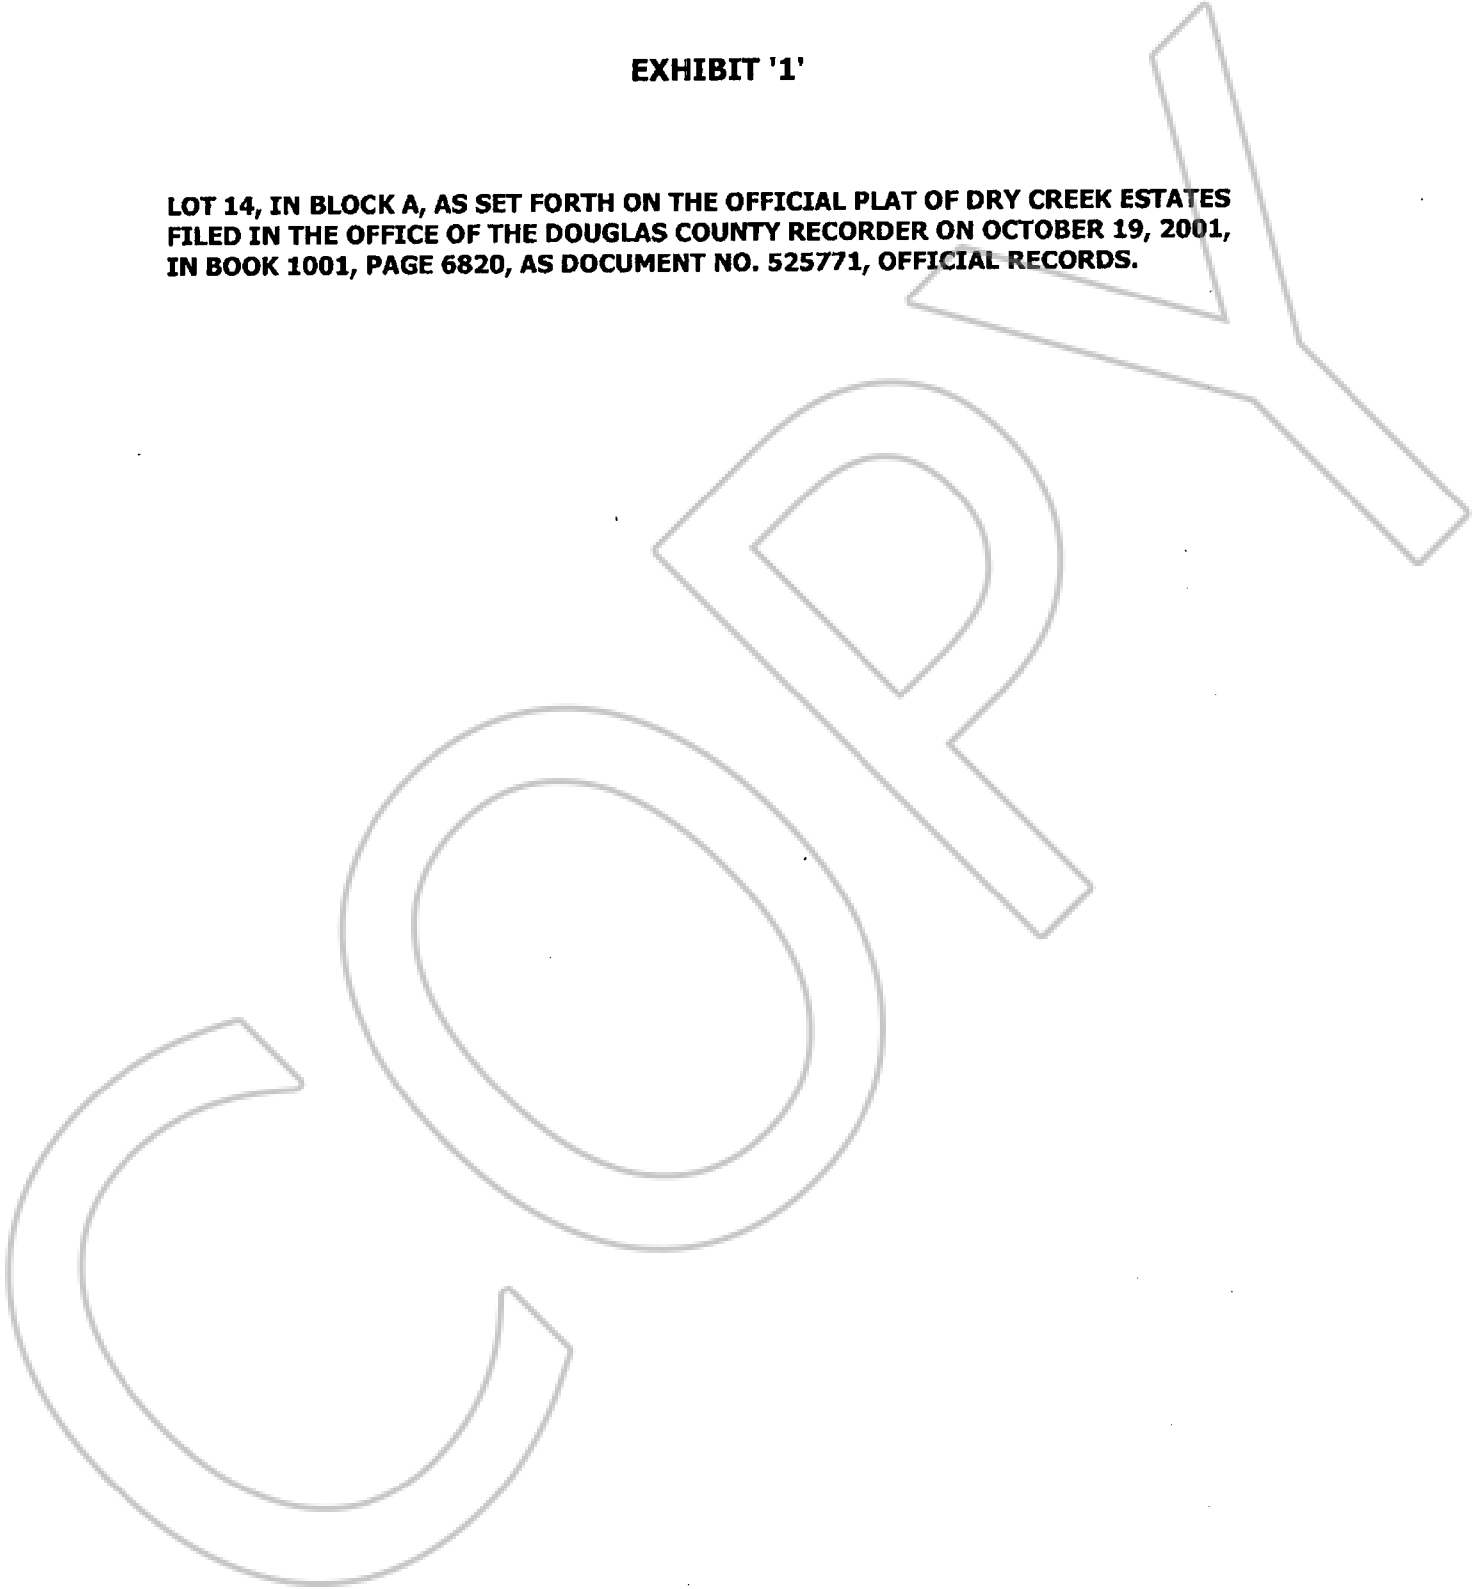 EXHIBIT '1'
LOT 14, IN BLOCK A, AS SET FORTH ON THE OFFICIAL PLAT OF DRY CREEK ESTATES
FILED IN THE OFFICE OF THE DOUGLAS COUNTY RECORDER ON OCTOBER 19, 2001,
IN BOOK 1001, PAGE 6820, AS DOCUMENT NO. 525771, OFFICIAL RECORDS.
COPY